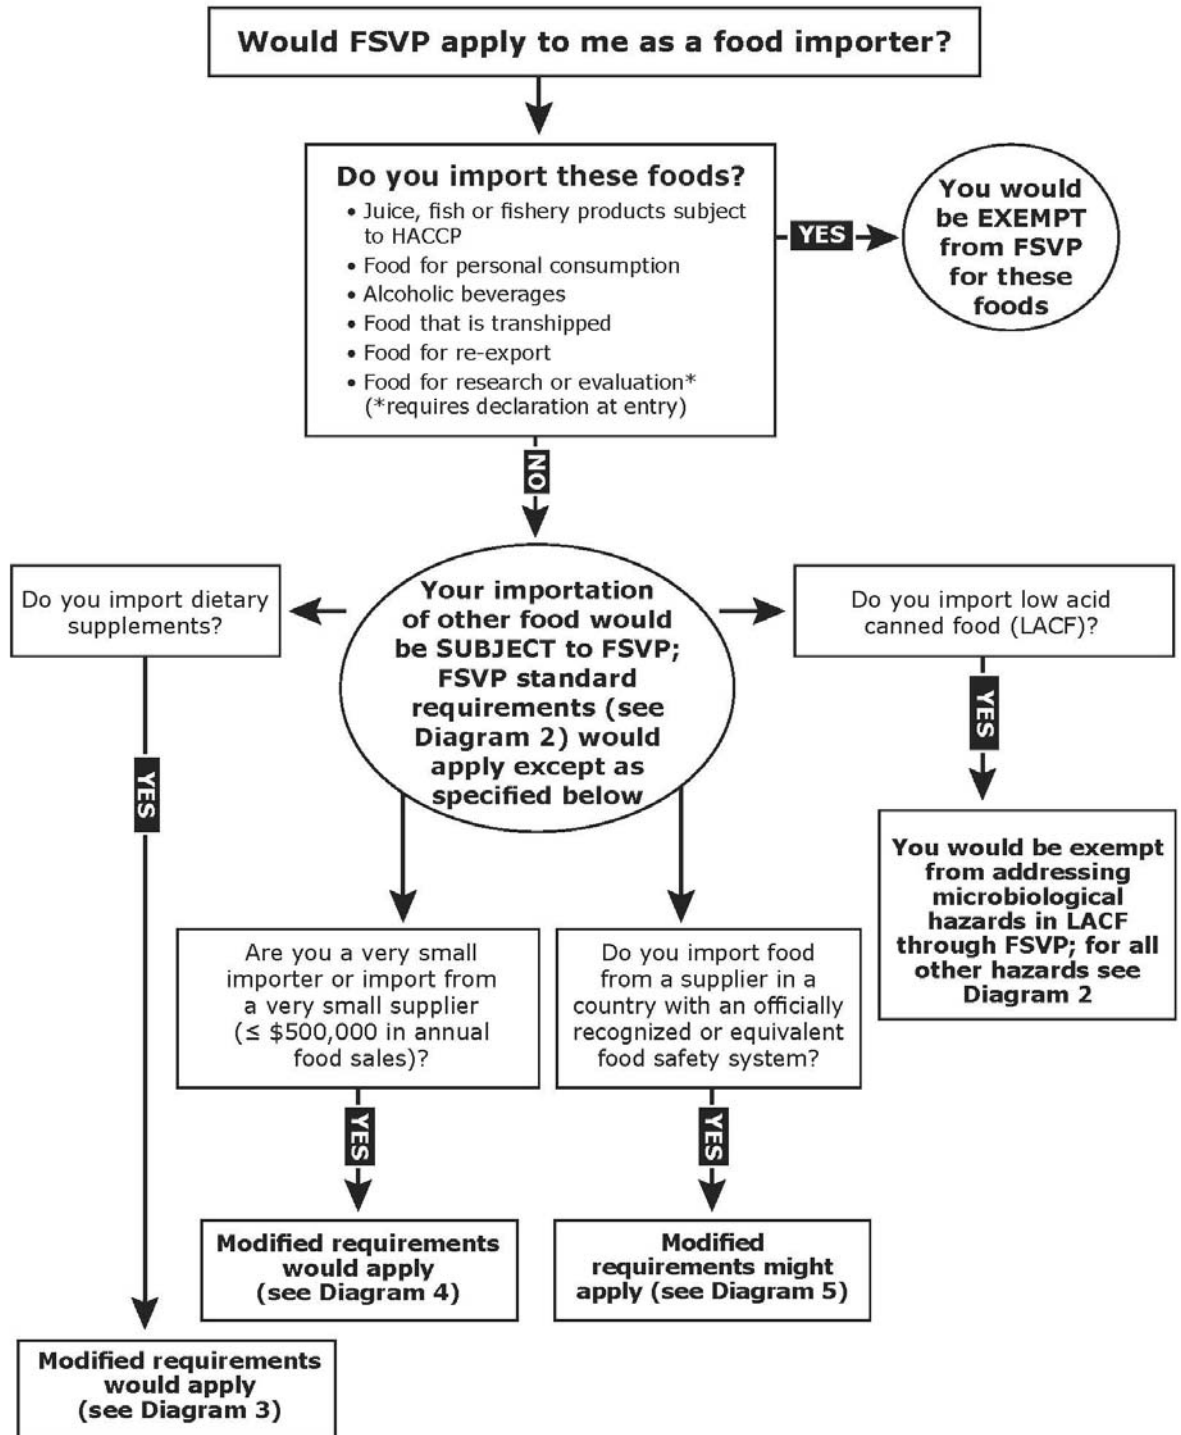 Would FSVP apply to me as a food importer?
Do you import these foods?
• Juice, fish or fishery products subject
to HACCP
• Food for personal consumption
• Alcoholic beverages
• Food that is transhipped
• Food for re-export
• Food for research or evaluation*
(*requires declaration at entry)
YES
You would
be EXEMPT
from FSVP
for these
foods
NO
Your importation
of other food would
be SUBJECT to FSVP;
FSVP standard
requirements (see
Diagram 2) would
apply except as
specified below
Do you import dietary
supplements?
YES
Modified requirements
would apply
(see Diagram 3)
Are you a very small
importer or import from
a very small supplier
(≤ $500,000 in annual
food sales)?
YES
Modified requirements
would apply
(see Diagram 4)
Do you import food
from a supplier in a
country with an officially
recognized or equivalent
food safety system?
YES
Modified
requirements might
apply (see Diagram 5)
Do you import low acid
canned food (LACF)?
YES
You would be exempt
from addressing
microbiological
hazards in LACF
through FSVP; for all
other hazards see
Diagram 2